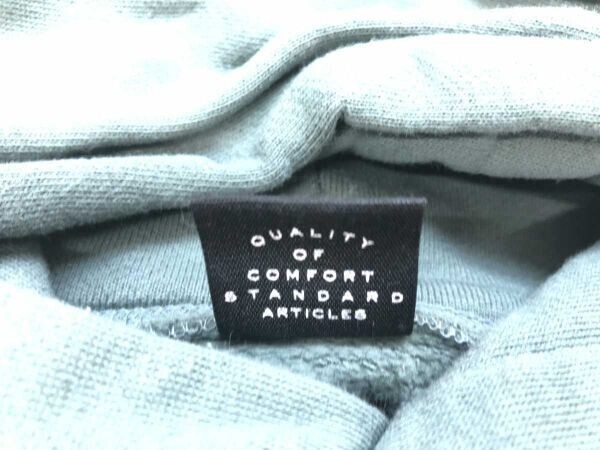 QUALITY
OF
COMFORT
STANDARD
ARTICLES